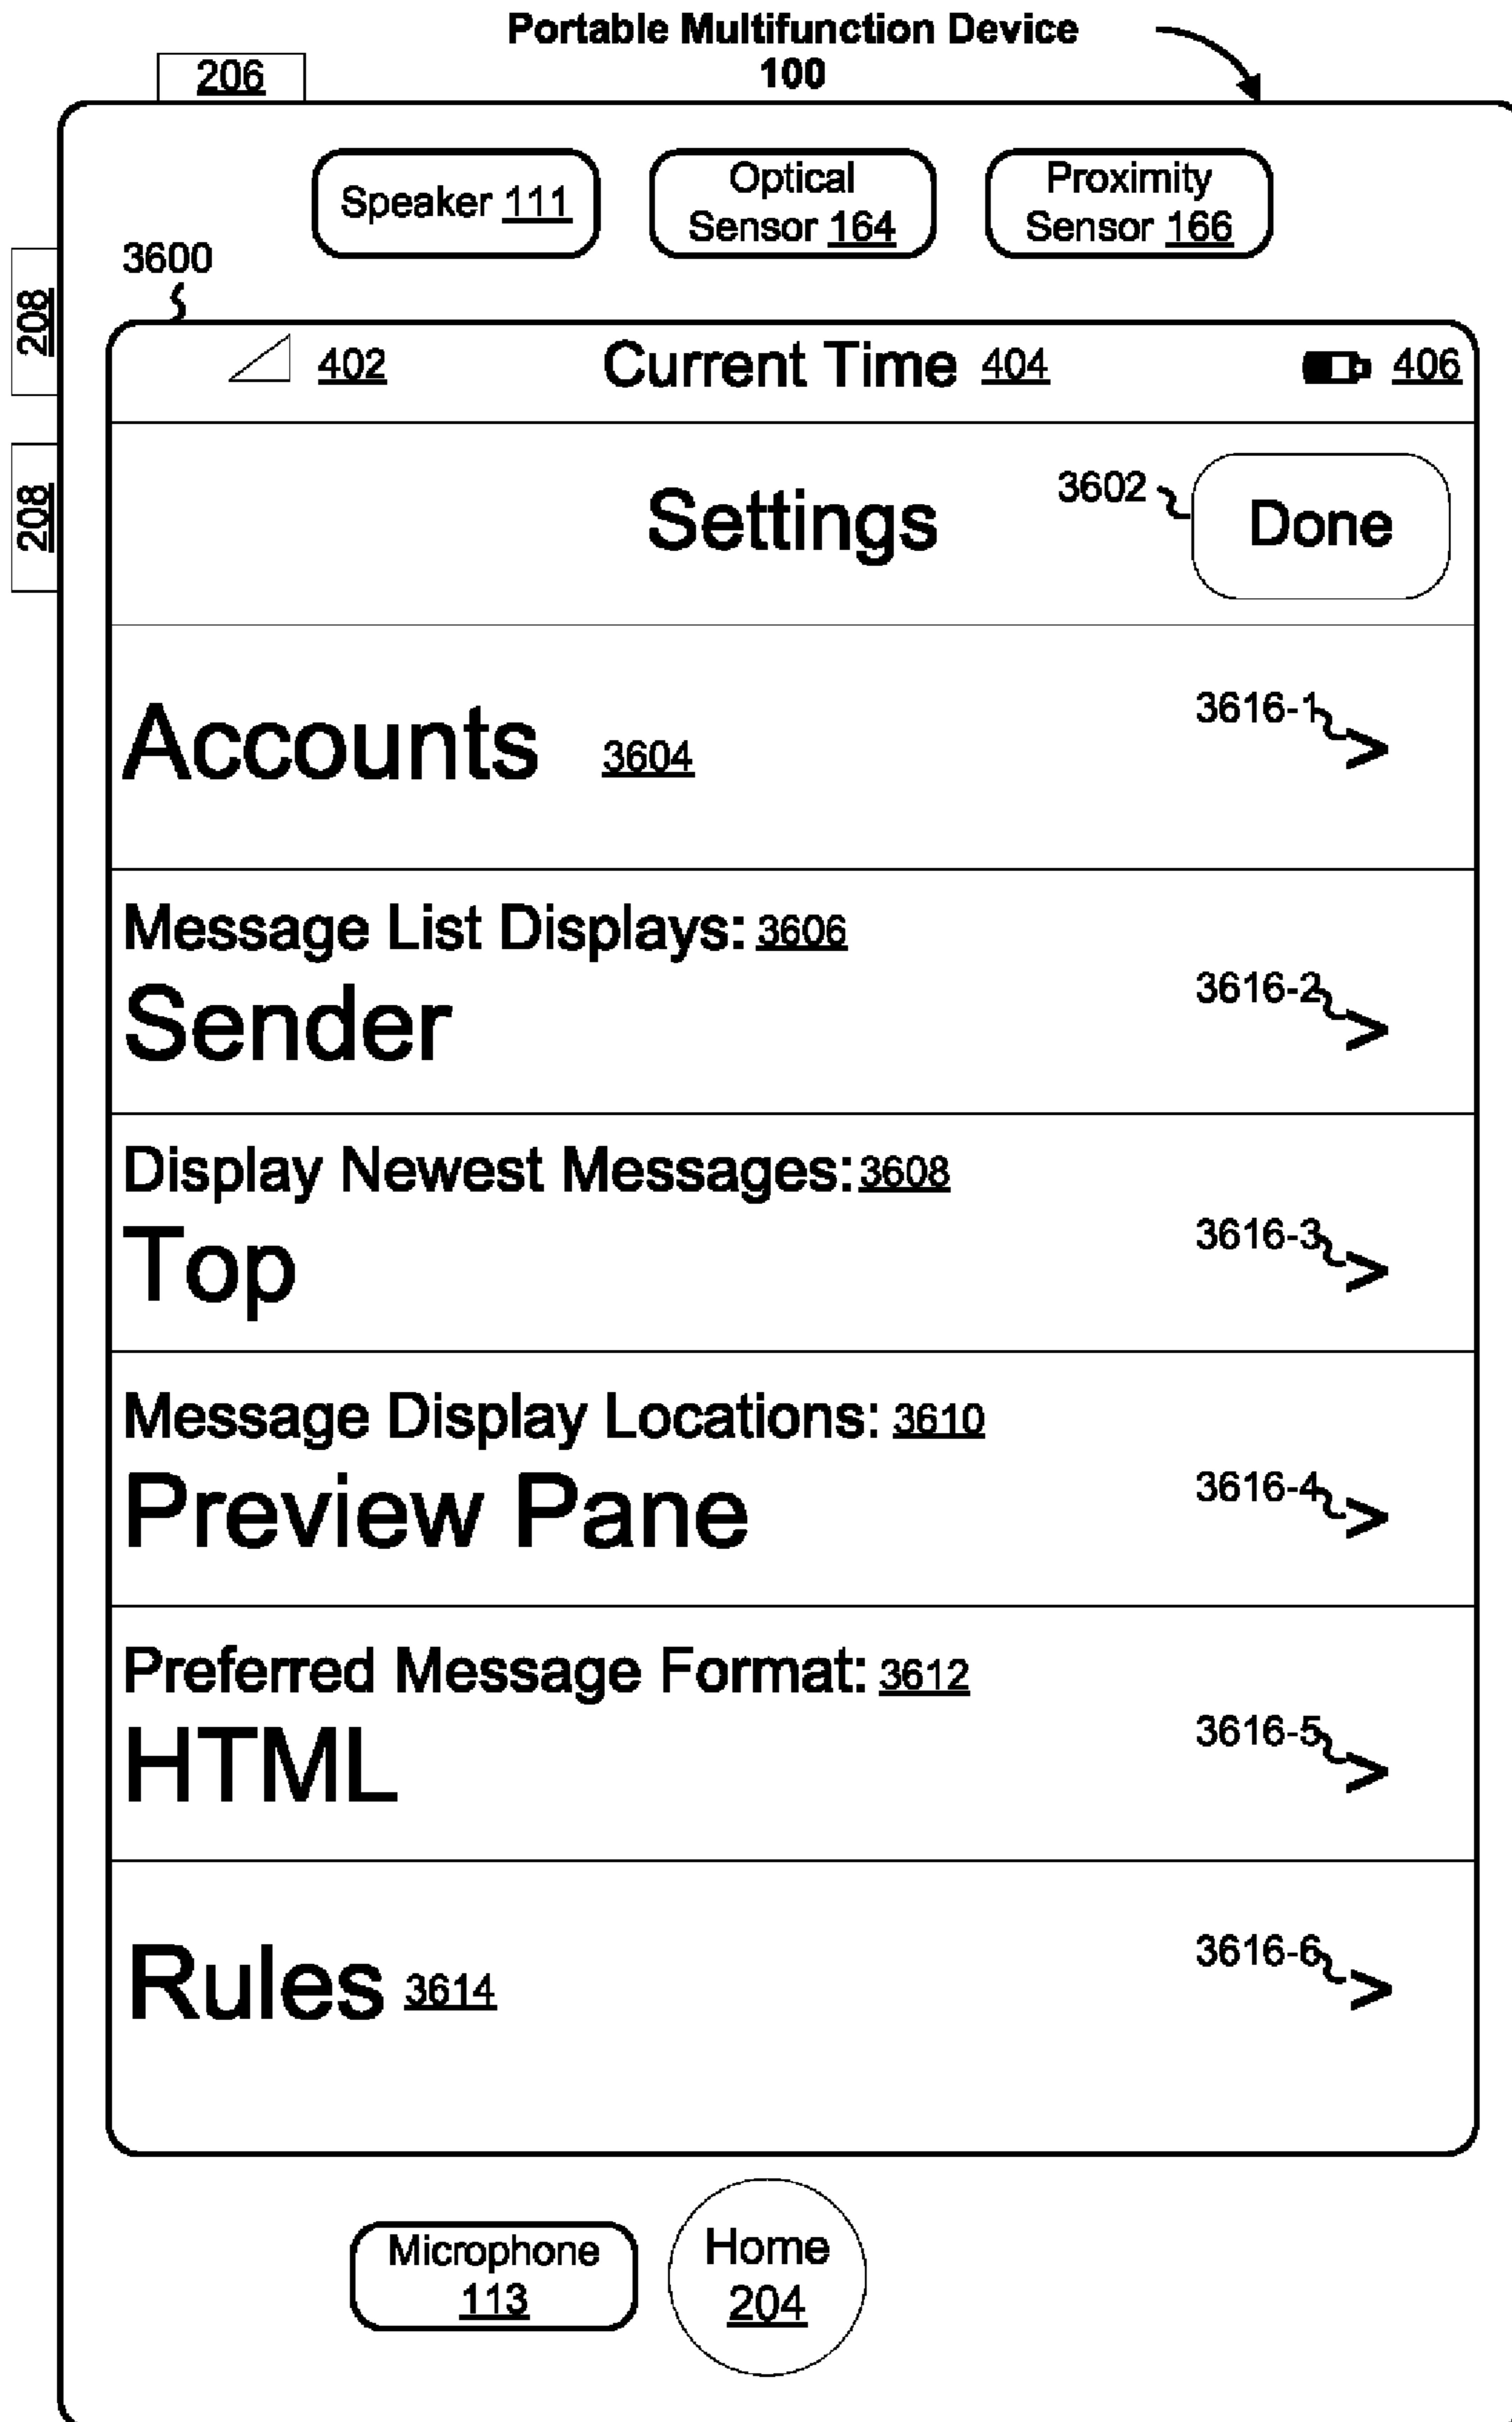 Portable Multifunction Device
100
206
Speaker 111
Optical
Sensor 164
Proximity
Sensor 166
3600
208
208
402
Current Time 404
406
Settings
3602
Done
Accounts 3604
3616-1
>
Message List Displays: 3606
Sender
3616-2
>
Display Newest Messages: 3608
Top
3616-3
>
Message Display Locations: 3610
Preview Pane
3616-4
>
Preferred Message Format: 3612
HTML
3616-5
>
Rules 3614
3616-6
>
Microphone
113
Home
204